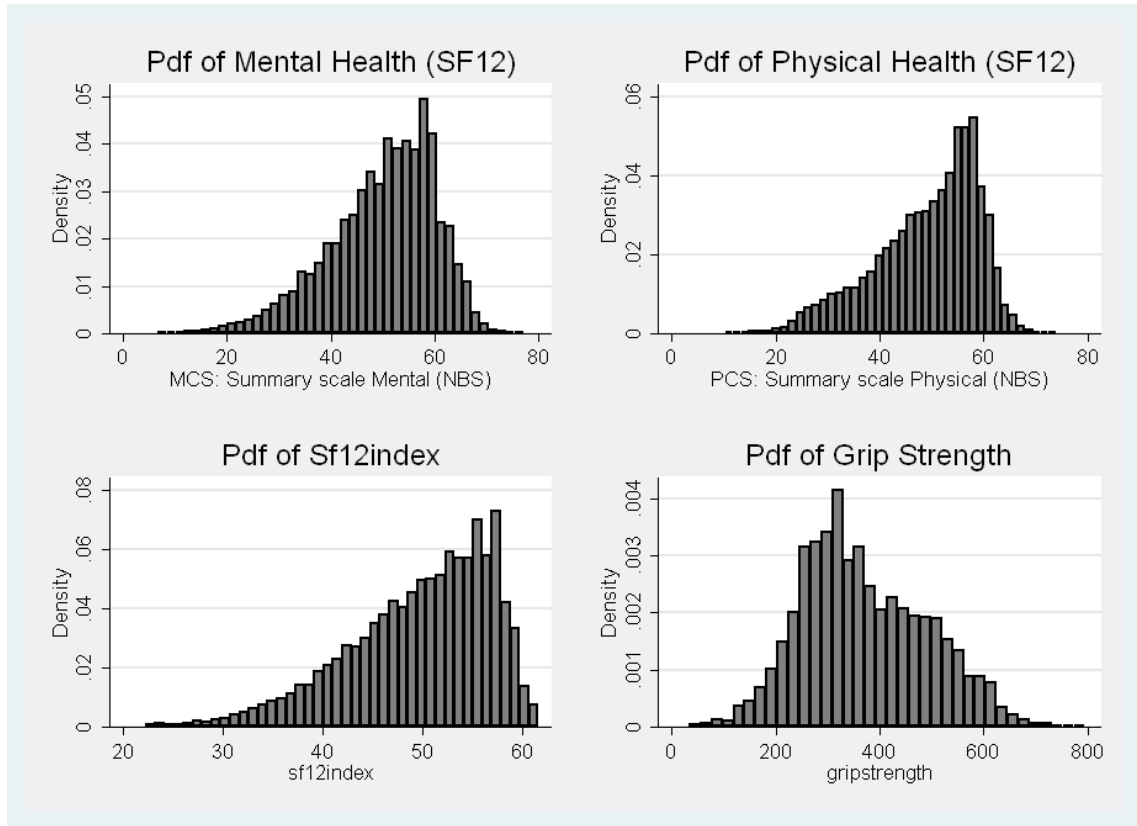 Pdf of Mental Health (SF12)
Density
.05
.04
.03
.02
.01
0
0 20 40 60 80
MCS: Summary scale Mental (NBS)
Pdf of Physical Health (SF12)
Density
.06
.04
.02
0
0 20 40 60 80
PCS: Summary scale Physical (NBS)
Pdf of Sf12index
Density
.08
.06
.04
.02
0
20 30 40 50 60
sf12index
Pdf of Grip Strength
Density
.004
.003
.002
.001
0
0 200 400 600 800
gripstrength